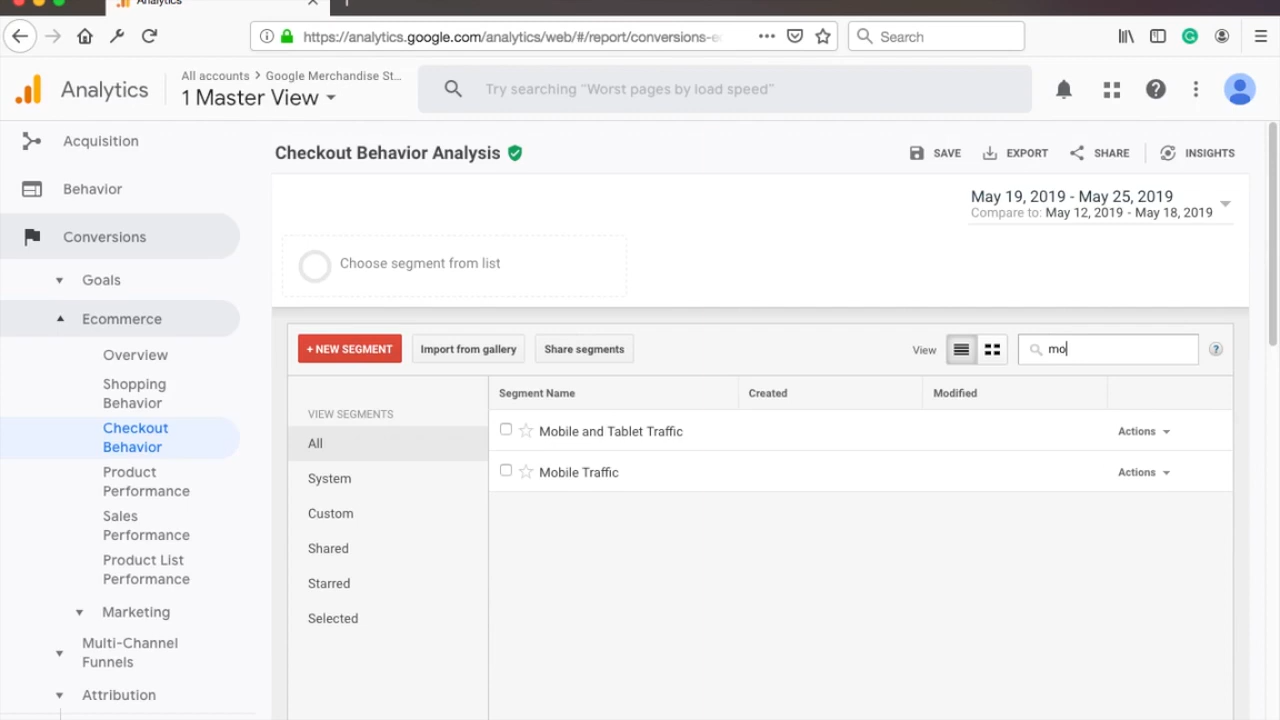 Analytics
https://analytics.google.com/analytics/web/#/report/conversions-e
Search
Analytics
All accounts > Google Merchandise St...
1 Master View
Try searching "Worst pages by load speed"
Acquisition
Behavior
Conversions
Goals
Ecommerce
Overview
Shopping
Behavior
Checkout
Behavior
Product
Performance
Sales
Performance
Product List
Performance
Marketing
Multi-Channel
Funnels
Attribution
Checkout Behavior Analysis
SAVE
EXPORT
SHARE
INSIGHTS
May 19, 2019 - May 25, 2019
Compare to: May 12, 2019 - May 18, 2019
Choose segment from list
+ NEW SEGMENT
Import from gallery
Share segments
View
mo
VIEW SEGMENTS
All
System
Custom
Shared
Starred
Selected
Segment Name
Created
Modified
Mobile and Tablet Traffic
Actions
Mobile Traffic
Actions